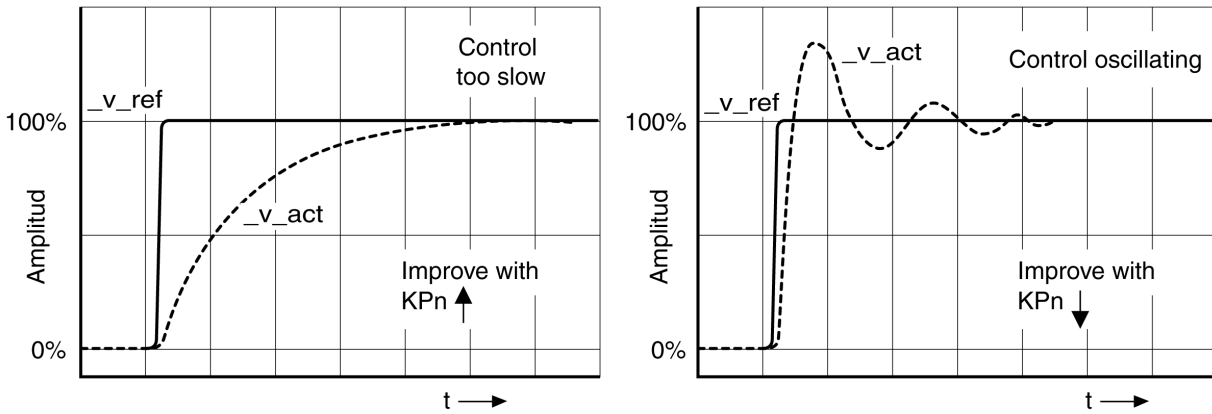 Control
too slow
_v_ref
100%
_v_act
Amplitud
Improve with
KPn
0%
t
_v_act
Control oscillating
_v_ref
100%
Amplitud
Improve with
KPn
0%
t